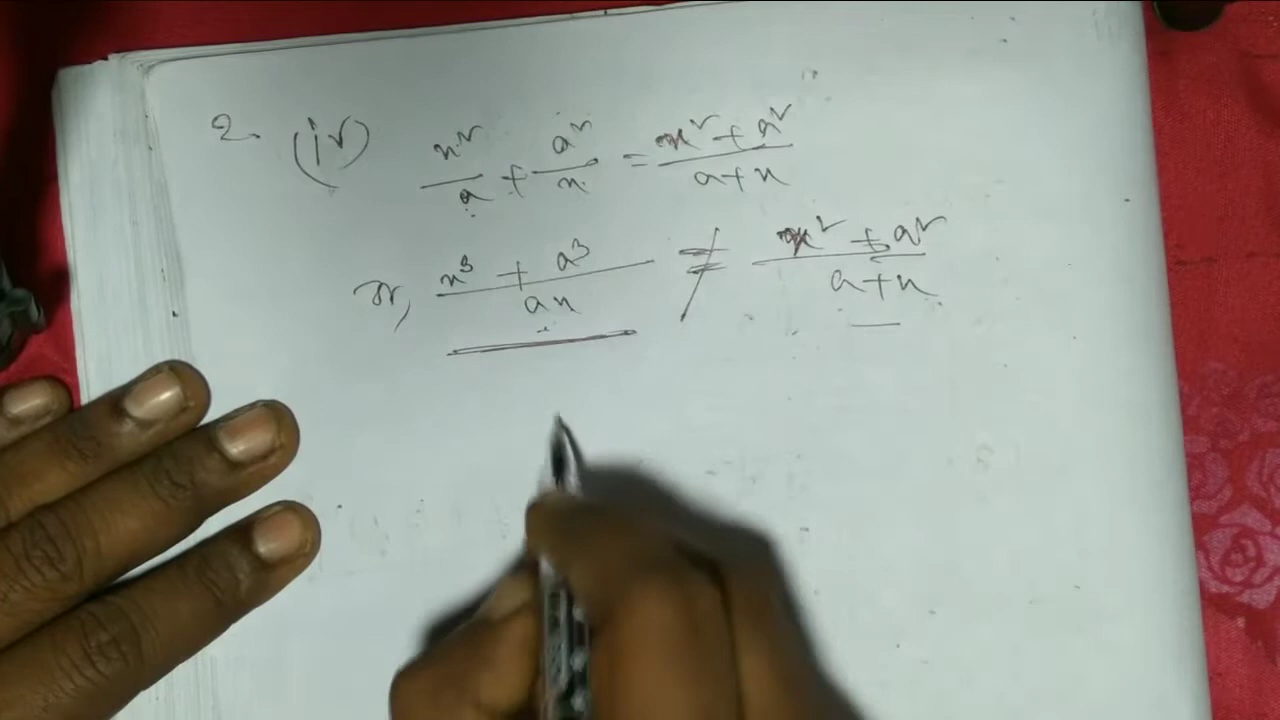 2. (iv) x²/a + a²/x = x²+a²/a+x
or, x³ + a³/ax ≠ x² + a²/a+x